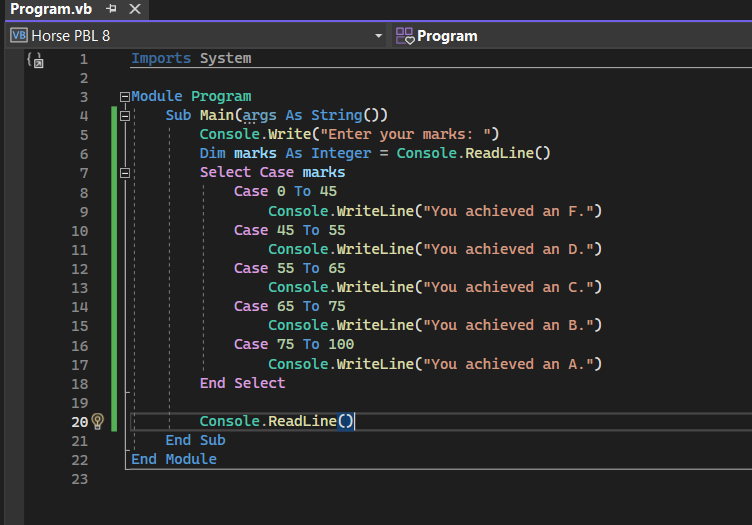 Program.vb
VB Horse PBL 8
Program
1 Imports System
2
3 Module Program
4 Sub Main(args As String())
5 Console.Write("Enter your marks: ")
6 Dim marks As Integer = Console.ReadLine()
7 Select Case marks
8 Case 0 To 45
9 Console.WriteLine("You achieved an F.")
10 Case 45 To 55
11 Console.WriteLine("You achieved an D.")
12 Case 55 To 65
13 Console.WriteLine("You achieved an C.")
14 Case 65 To 75
15 Console.WriteLine("You achieved an B.")
16 Case 75 To 100
17 Console.WriteLine("You achieved an A.")
18 End Select
19
20 Console.ReadLine()
21 End Sub
22 End Module
23